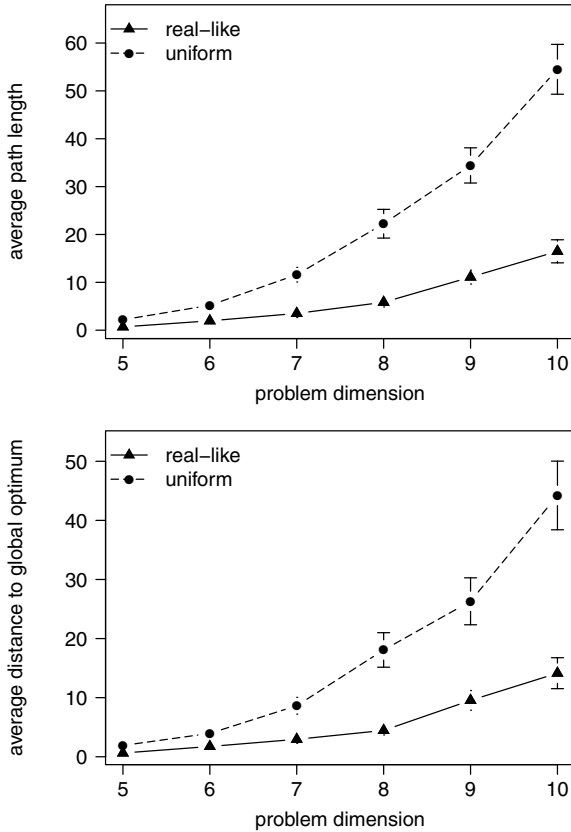 real−like
uniform
average path length
60
50
40
30
20
10
0
5 6 7 8 9 10
problem dimension
real−like
uniform
average distance to global optimum
50
40
30
20
10
0
5 6 7 8 9 10
problem dimension